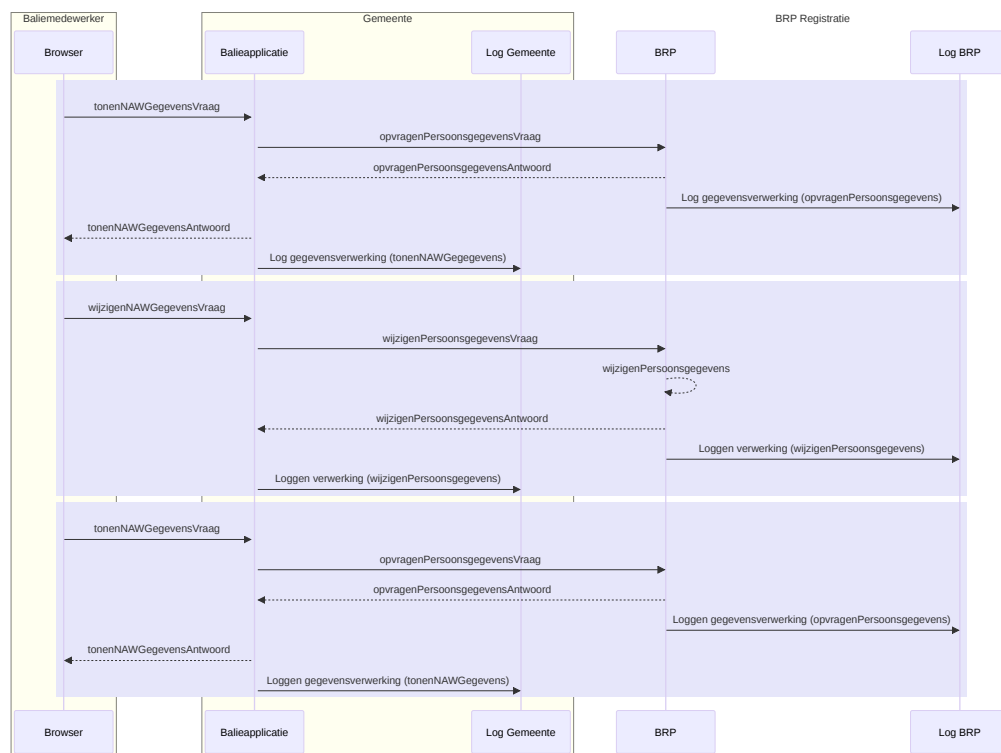 Baliemedewerker
Gemeente
BRP Registratie
Browser
Balieapplicatie
Log Gemeente
BRP
Log BRP
tonenNAWGegevensVraag
opvragenPersoonsgegevensVraag
opvragenPersoonsgegevensAntwoord
Log gegevensverwerking (opvragenPersoonsgegevens)
tonenNAWGegevensAntwoord
Log gegevensverwerking (tonenNAWGegegevens)
wijzigenNAWGegevensVraag
wijzigenPersoonsgegevensVraag
wijzigenPersoonsgegevens
wijzigenPersoonsgegevensAntwoord
Loggen verwerking (wijzigenPersoonsgegevens)
Loggen verwerking (wijzigenPersoonsgegevens)
tonenNAWGegevensVraag
opvragenPersoonsgegevensVraag
opvragenPersoonsgegevensAntwoord
Loggen gegevensverwerking (opvragenPersoonsgegevens)
tonenNAWGegevensAntwoord
Loggen gegevensverwerking (tonenNAWGegevens)
Browser
Balieapplicatie
Log Gemeente
BRP
Log BRP